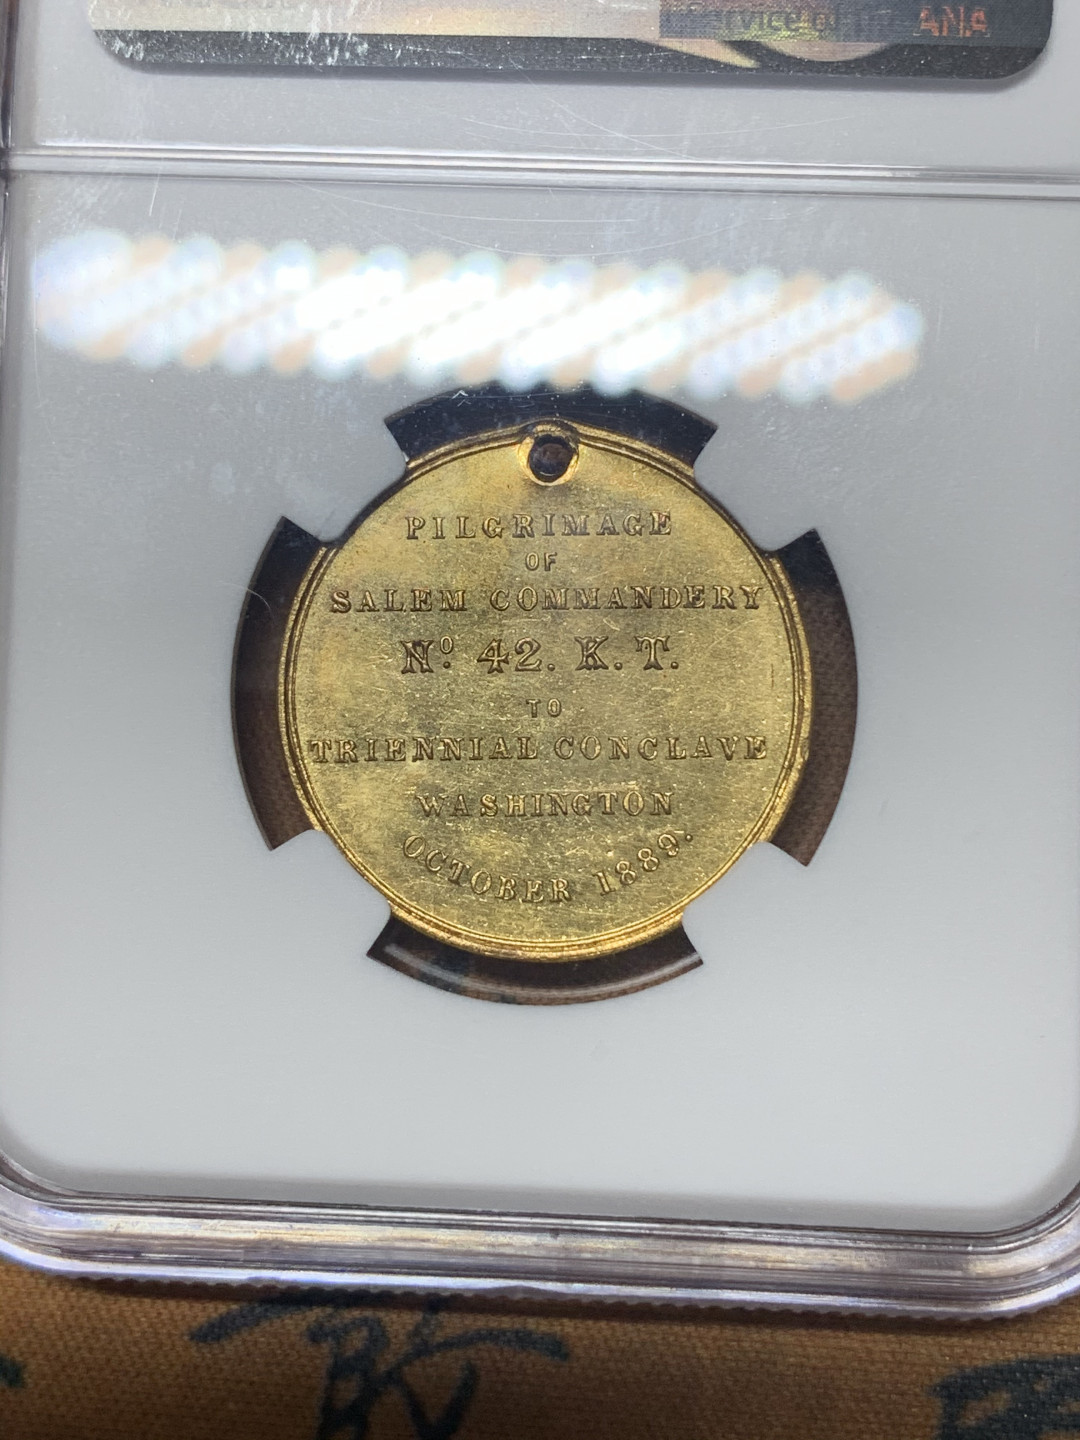 ANA
PILGRIMAGE
OF
SALEM COMMANDERY
Nº. 42. K. T.
TO
TRIENNIAL CONCLAVE
WASHINGTON
OCTOBER 1889.